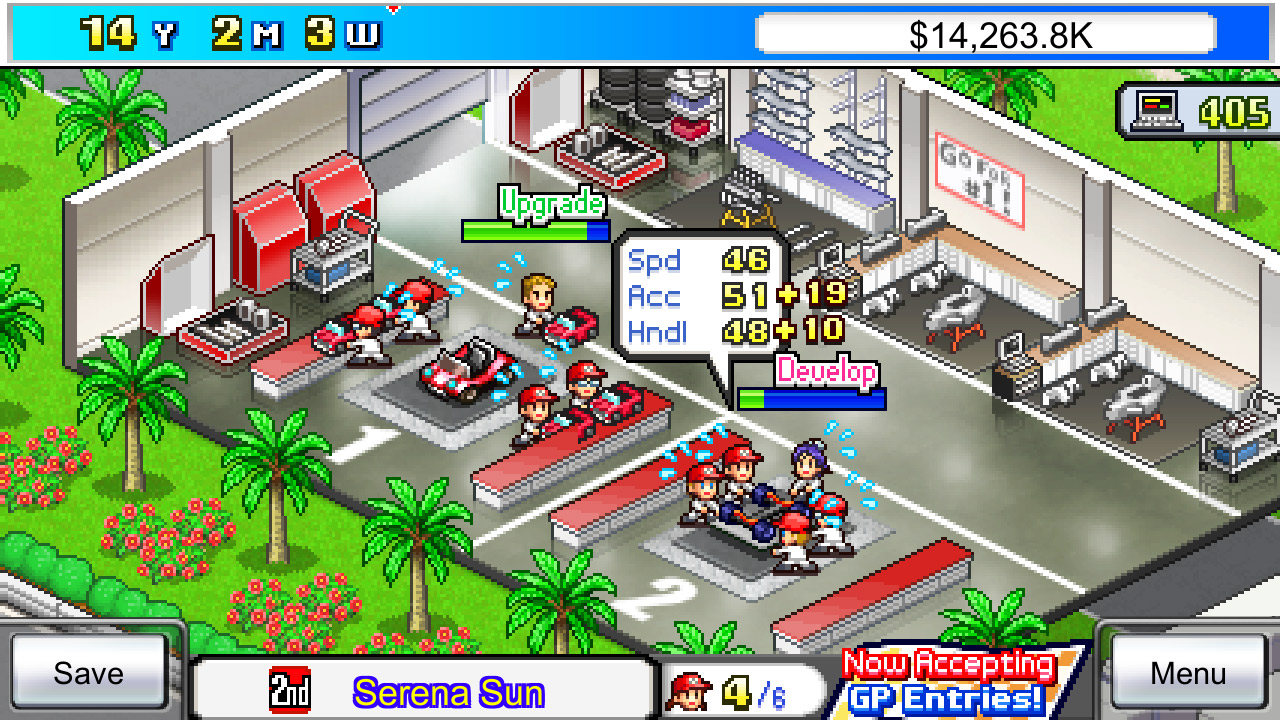 14 Y 2 M 3 W
$14,263.8K
405
GO FOR
#1!
Upgrade
Spd 46
Acc 51+19
Hndl 48+10
Develop
1
2
Save
2nd Serena Sun
4/6
Now Accepting
GP Entries!
Menu